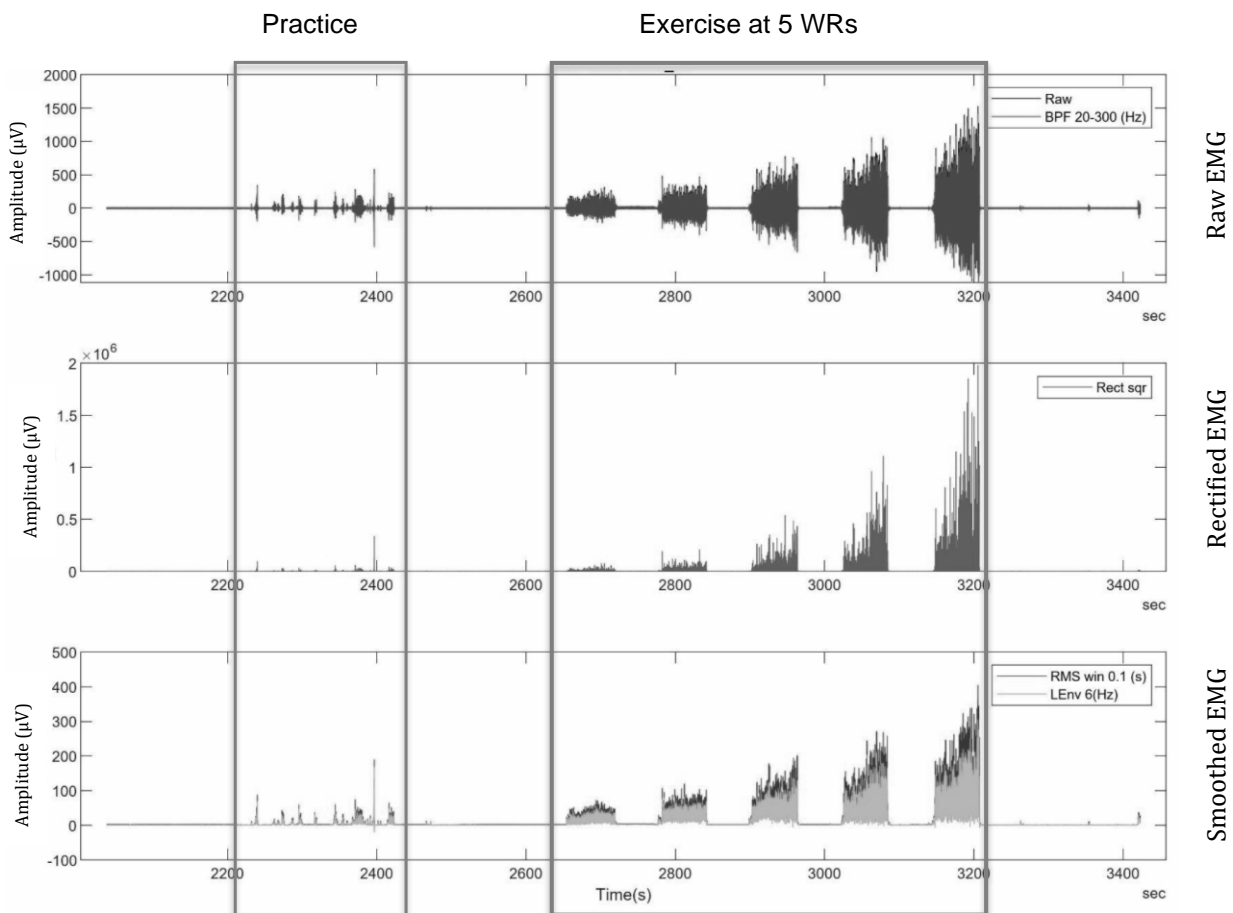 Practice
Exercise at 5 WRs
2000
1500
1000
500
0
-500
-1000
Amplitude (µV)
Raw
BPF 20-300 (Hz)
Raw EMG
2200 2400 2600 2800 3000 3200 3400
sec
×10^6
2
1.5
1
0.5
0
Amplitude (µV)
Rect sqr
Rectified EMG
2200 2400 2600 2800 3000 3200 3400
sec
500
400
300
200
100
0
-100
Amplitude (µV)
RMS win 0.1 (s)
LEnv 6(Hz)
Smoothed EMG
2200 2400 2600 2800 3000 3200 3400
Time(s)
sec